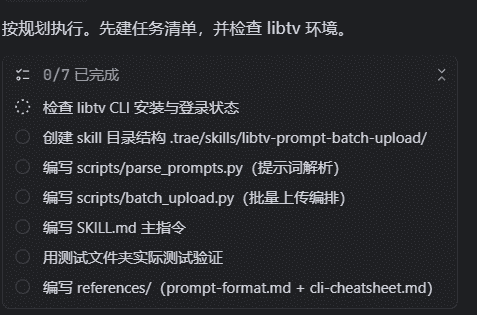 按规划执行。先建任务清单，并检查 libtv 环境。
0/7 已完成
检查 libtv CLI 安装与登录状态
创建 skill 目录结构 .trae/skills/libtv-prompt-batch-upload/
编写 scripts/parse_prompts.py（提示词解析）
编写 scripts/batch_upload.py（批量上传编排）
编写 SKILL.md 主指令
用测试文件夹实际测试验证
编写 references/（prompt-format.md + cli-cheatsheet.md）